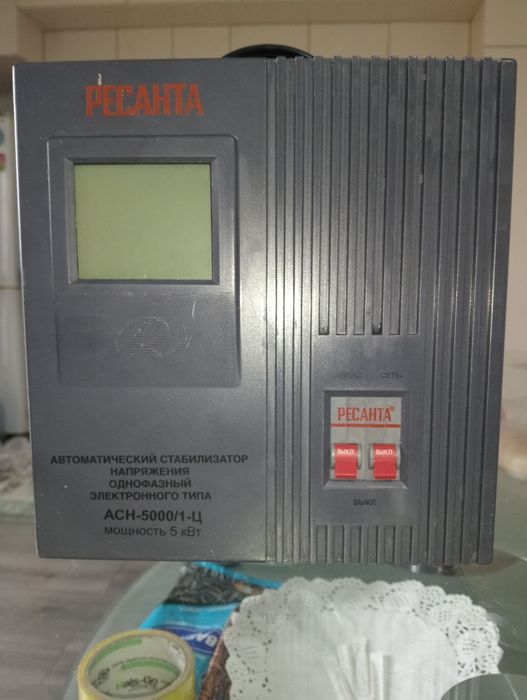 РЕСАНТА
СЕТЬ
РЕСАНТА®
ВЫКЛ ВЫКЛ
ВЫКЛ
АВТОМАТИЧЕСКИЙ СТАБИЛИЗАТОР
НАПРЯЖЕНИЯ
ОДНОФАЗНЫЙ
ЭЛЕКТРОННОГО ТИПА
АСН-5000/1-Ц
мощность 5 кВт